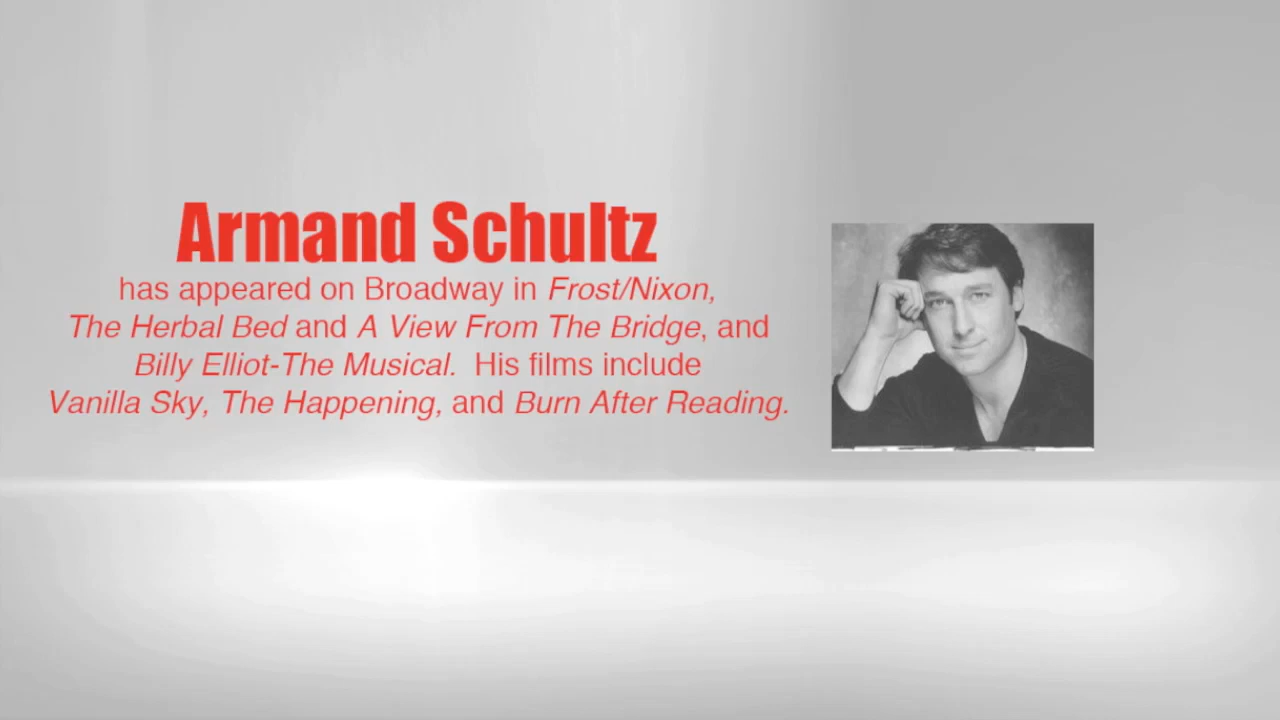 Armand Schultz
has appeared on Broadway in Frost/Nixon,
The Herbal Bed and A View From The Bridge, and
Billy Elliot-The Musical.  His films include
Vanilla Sky, The Happening, and Burn After Reading.